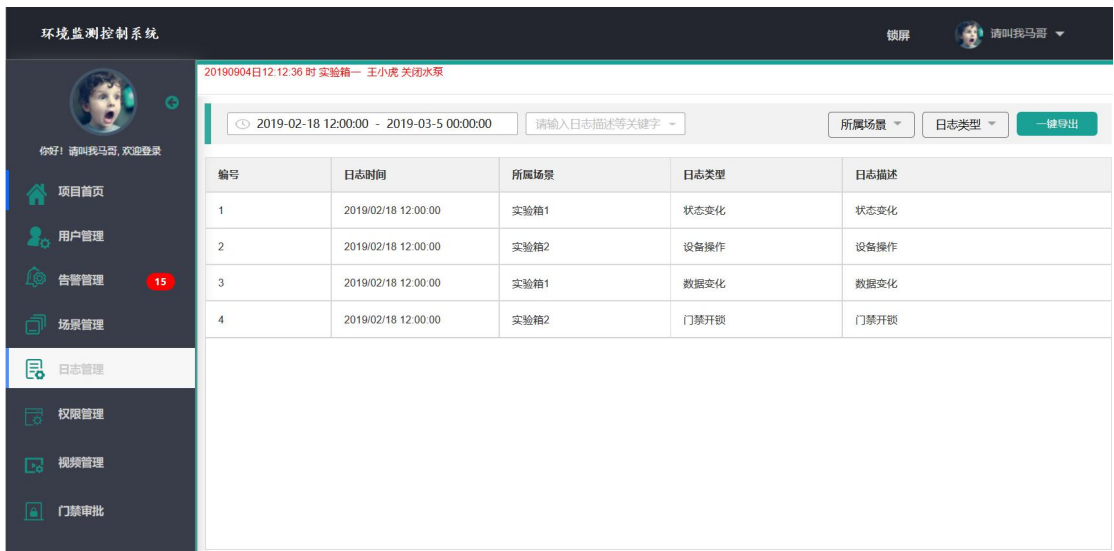 环境监测控制系统
锁屏
请叫我马哥
20190904日12:12:36 时 实验箱一 王小虎 关闭水泵
你好！请叫我马哥, 欢迎登录
2019-02-18 12:00:00 - 2019-03-5 00:00:00
请输入日志描述等关键字
所属场景
日志类型
一键导出
项目首页
用户管理
告警管理
15
场景管理
日志管理
权限管理
视频管理
门禁审批
编号 日志时间 所属场景 日志类型 日志描述
1 2019/02/18 12:00:00 实验箱1 状态变化 状态变化
2 2019/02/18 12:00:00 实验箱2 设备操作 设备操作
3 2019/02/18 12:00:00 实验箱1 数据变化 数据变化
4 2019/02/18 12:00:00 实验箱2 门禁开锁 门禁开锁